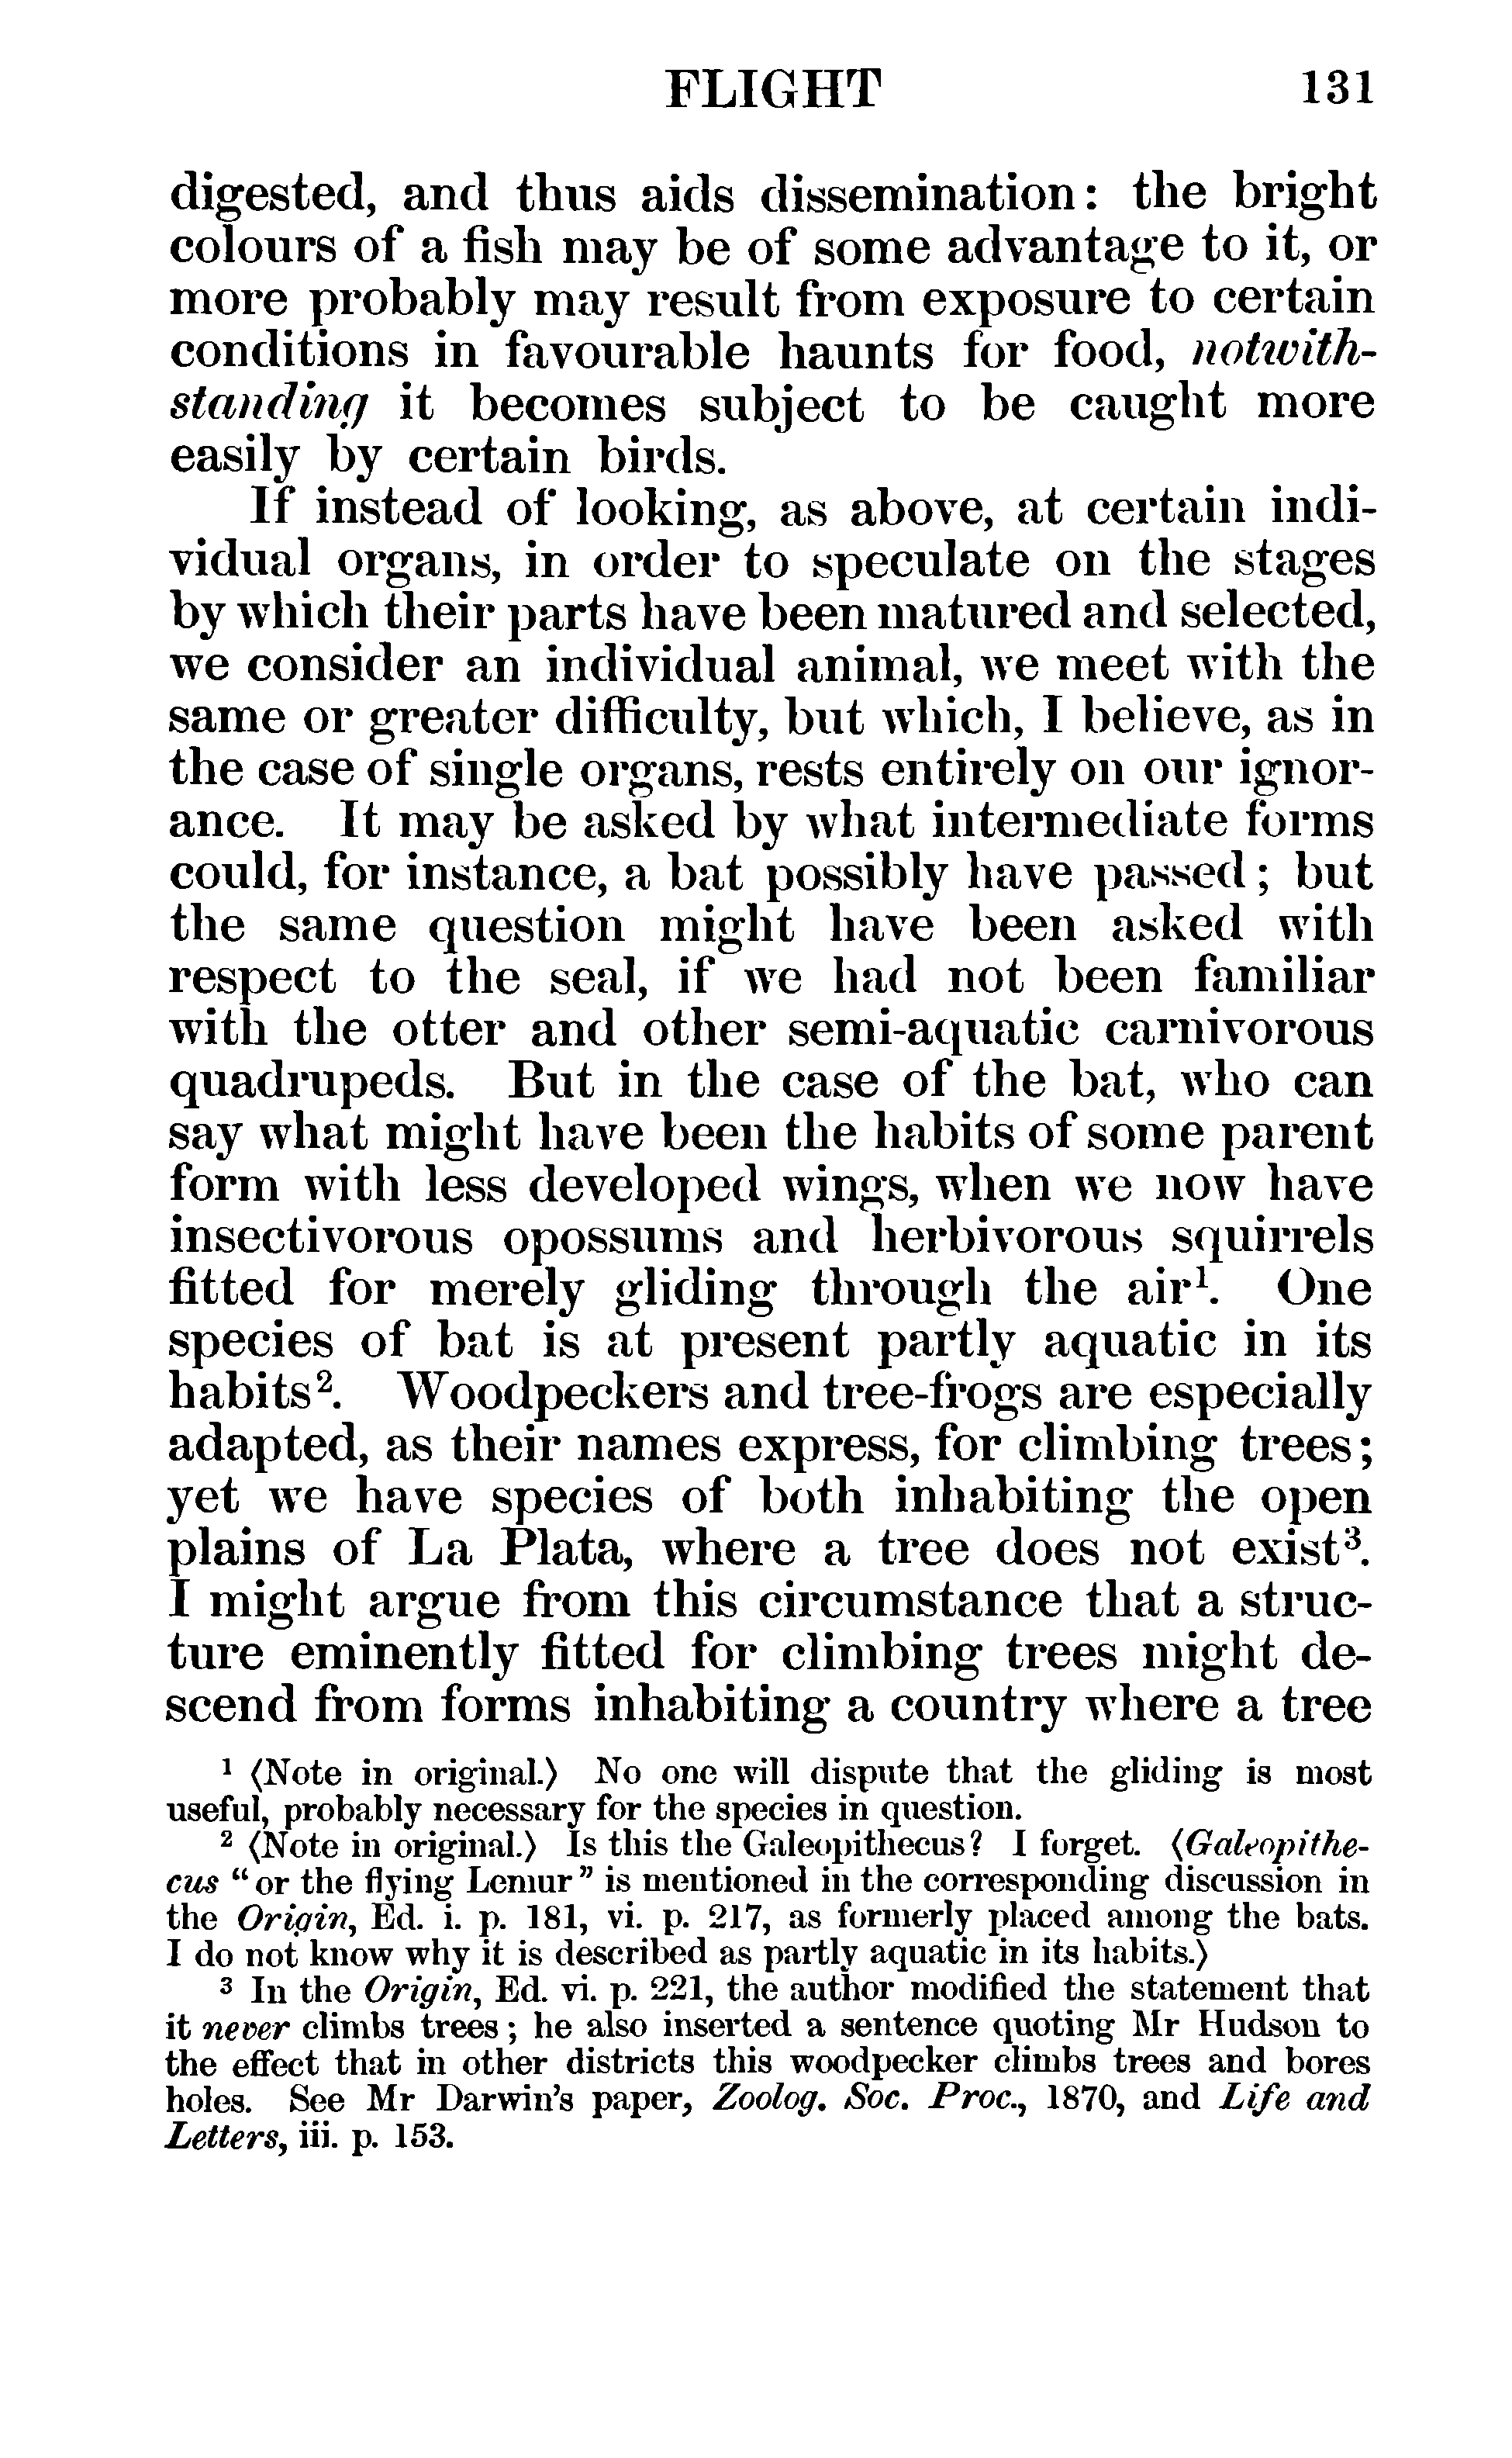 FLIGHT 131
digested, and thus aids dissemination: the bright
colours of a fish may be of some advantage to it, or
more probably may result from exposure to certain
conditions in favourable haunts for food, notwith-
standing it becomes subject to be caught more
easily by certain birds.
If instead of looking, as above, at certain indi-
vidual organs, in order to speculate on the stages
by which their parts have been matured and selected,
we consider an individual animal, we meet with the
same or greater difficulty, but which, I believe, as in
the case of single organs, rests entirely on our ignor-
ance. It may be asked by what intermediate forms
could, for instance, a bat possibly have passed; but
the same question might have been asked with
respect to the seal, if we had not been familiar
with the otter and other semi-aquatic carnivorous
quadrupeds. But in the case of the bat, who can
say what might have been the habits of some parent
form with less developed wings, when we now have
insectivorous opossums and herbivorous squirrels
fitted for merely gliding through the air¹. One
species of bat is at present partly aquatic in its
habits². Woodpeckers and tree-frogs are especially
adapted, as their names express, for climbing trees;
yet we have species of both inhabiting the open
plains of La Plata, where a tree does not exist³.
I might argue from this circumstance that a struc-
ture eminently fitted for climbing trees might de-
scend from forms inhabiting a country where a tree
¹ ⟨Note in original.⟩ No one will dispute that the gliding is most
useful, probably necessary for the species in question.
² ⟨Note in original.⟩ Is this the Galeopithecus? I forget. ⟨Galeopithe-
cus "or the flying Lemur" is mentioned in the corresponding discussion in
the Origin, Ed. i. p. 181, vi. p. 217, as formerly placed among the bats.
I do not know why it is described as partly aquatic in its habits.⟩
³ In the Origin, Ed. vi. p. 221, the author modified the statement that
it never climbs trees; he also inserted a sentence quoting Mr Hudson to
the effect that in other districts this woodpecker climbs trees and bores
holes. See Mr Darwin's paper, Zoolog. Soc. Proc., 1870, and Life and
Letters, iii. p. 153.